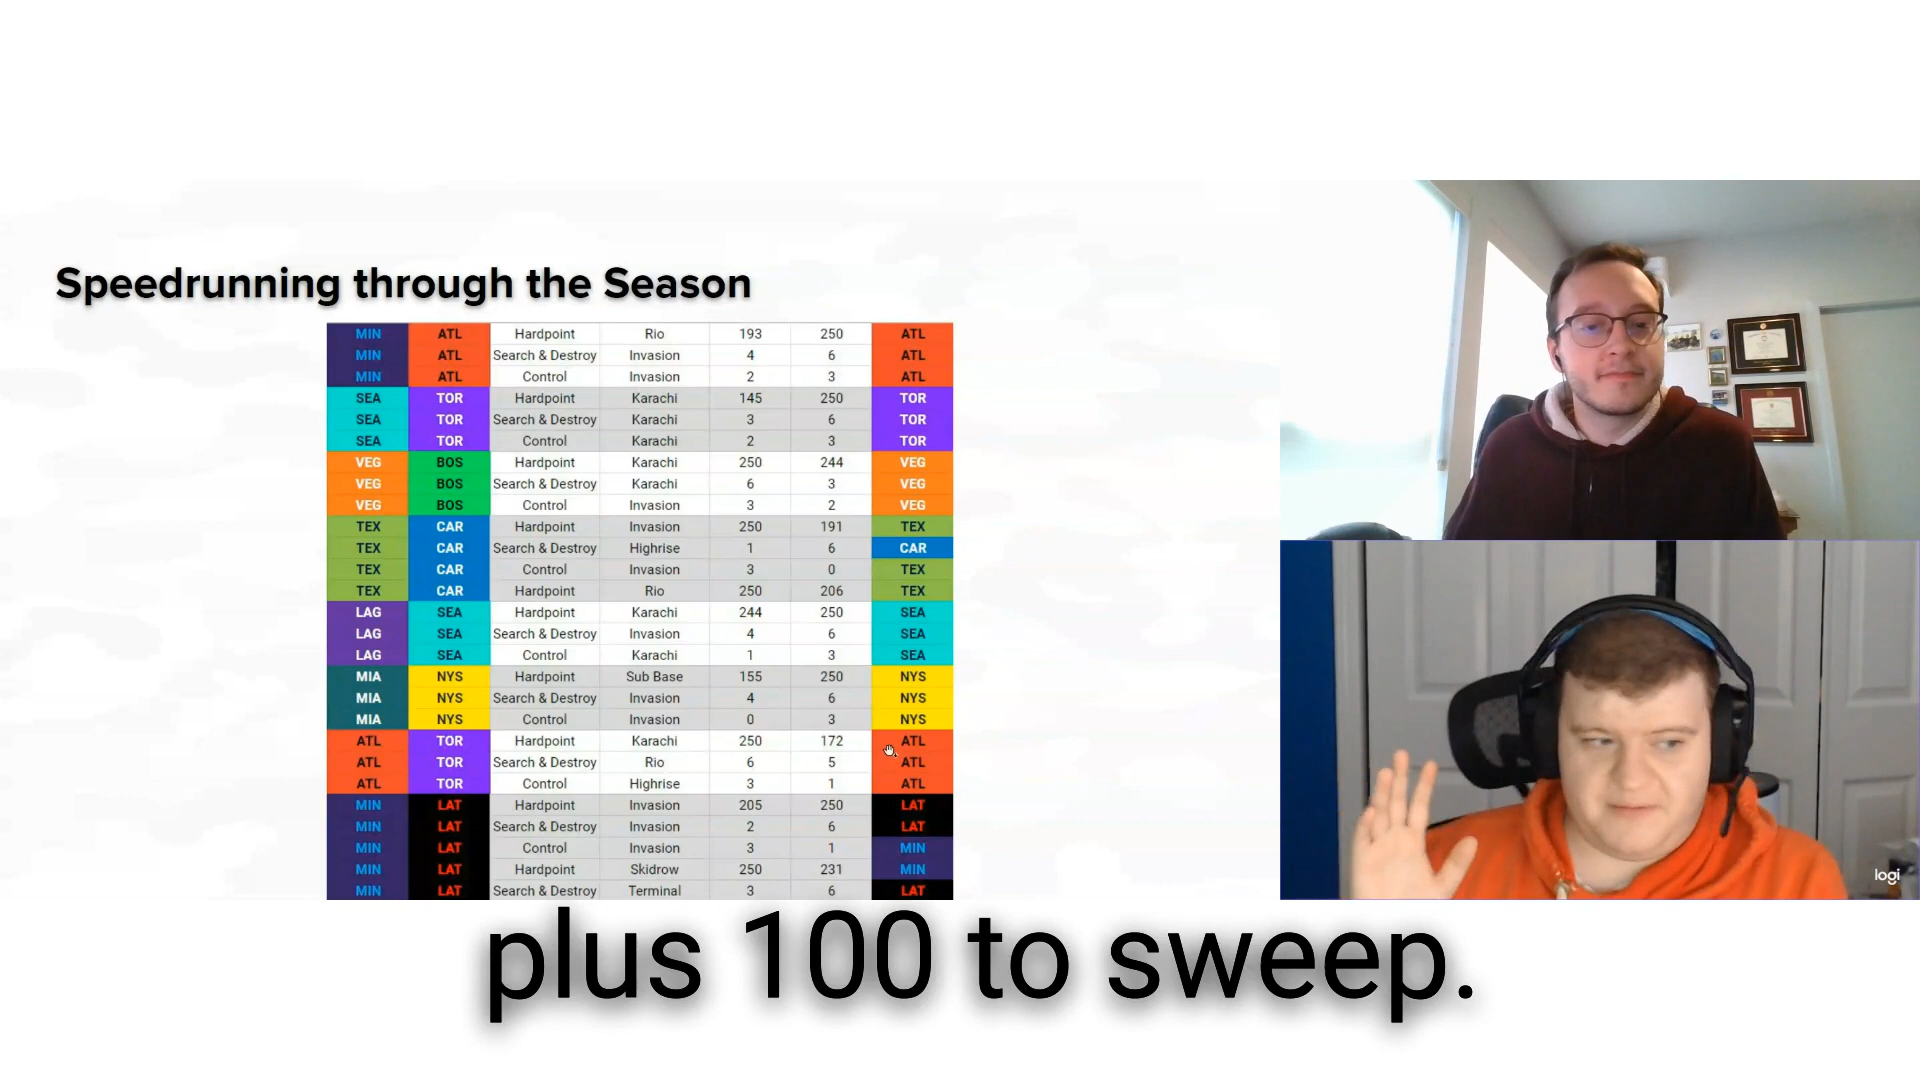 Speedrunning through the Season
MIN ATL Hardpoint Rio 193 250 ATL
MIN ATL Search & Destroy Invasion 4 6 ATL
MIN ATL Control Invasion 2 3 ATL
SEA TOR Hardpoint Karachi 145 250 TOR
SEA TOR Search & Destroy Karachi 3 6 TOR
SEA TOR Control Karachi 2 3 TOR
VEG BOS Hardpoint Karachi 250 244 VEG
VEG BOS Search & Destroy Karachi 6 3 VEG
VEG BOS Control Invasion 3 2 VEG
TEX CAR Hardpoint Invasion 250 191 TEX
TEX CAR Search & Destroy Highrise 1 6 CAR
TEX CAR Control Invasion 3 0 TEX
TEX CAR Hardpoint Rio 250 206 TEX
LAG SEA Hardpoint Karachi 244 250 SEA
LAG SEA Search & Destroy Invasion 4 6 SEA
LAG SEA Control Karachi 1 3 SEA
MIA NYS Hardpoint Sub Base 155 250 NYS
MIA NYS Search & Destroy Invasion 4 6 NYS
MIA NYS Control Invasion 0 3 NYS
ATL TOR Hardpoint Karachi 250 172 ATL
ATL TOR Search & Destroy Rio 6 5 ATL
ATL TOR Control Highrise 3 1 ATL
MIN LAT Hardpoint Invasion 205 250 LAT
MIN LAT Search & Destroy Invasion 2 6 LAT
MIN LAT Control Invasion 3 1 MIN
MIN LAT Hardpoint Skidrow 250 231 MIN
MIN LAT Search & Destroy Terminal 3 6 LAT
logi
plus 100 to sweep.